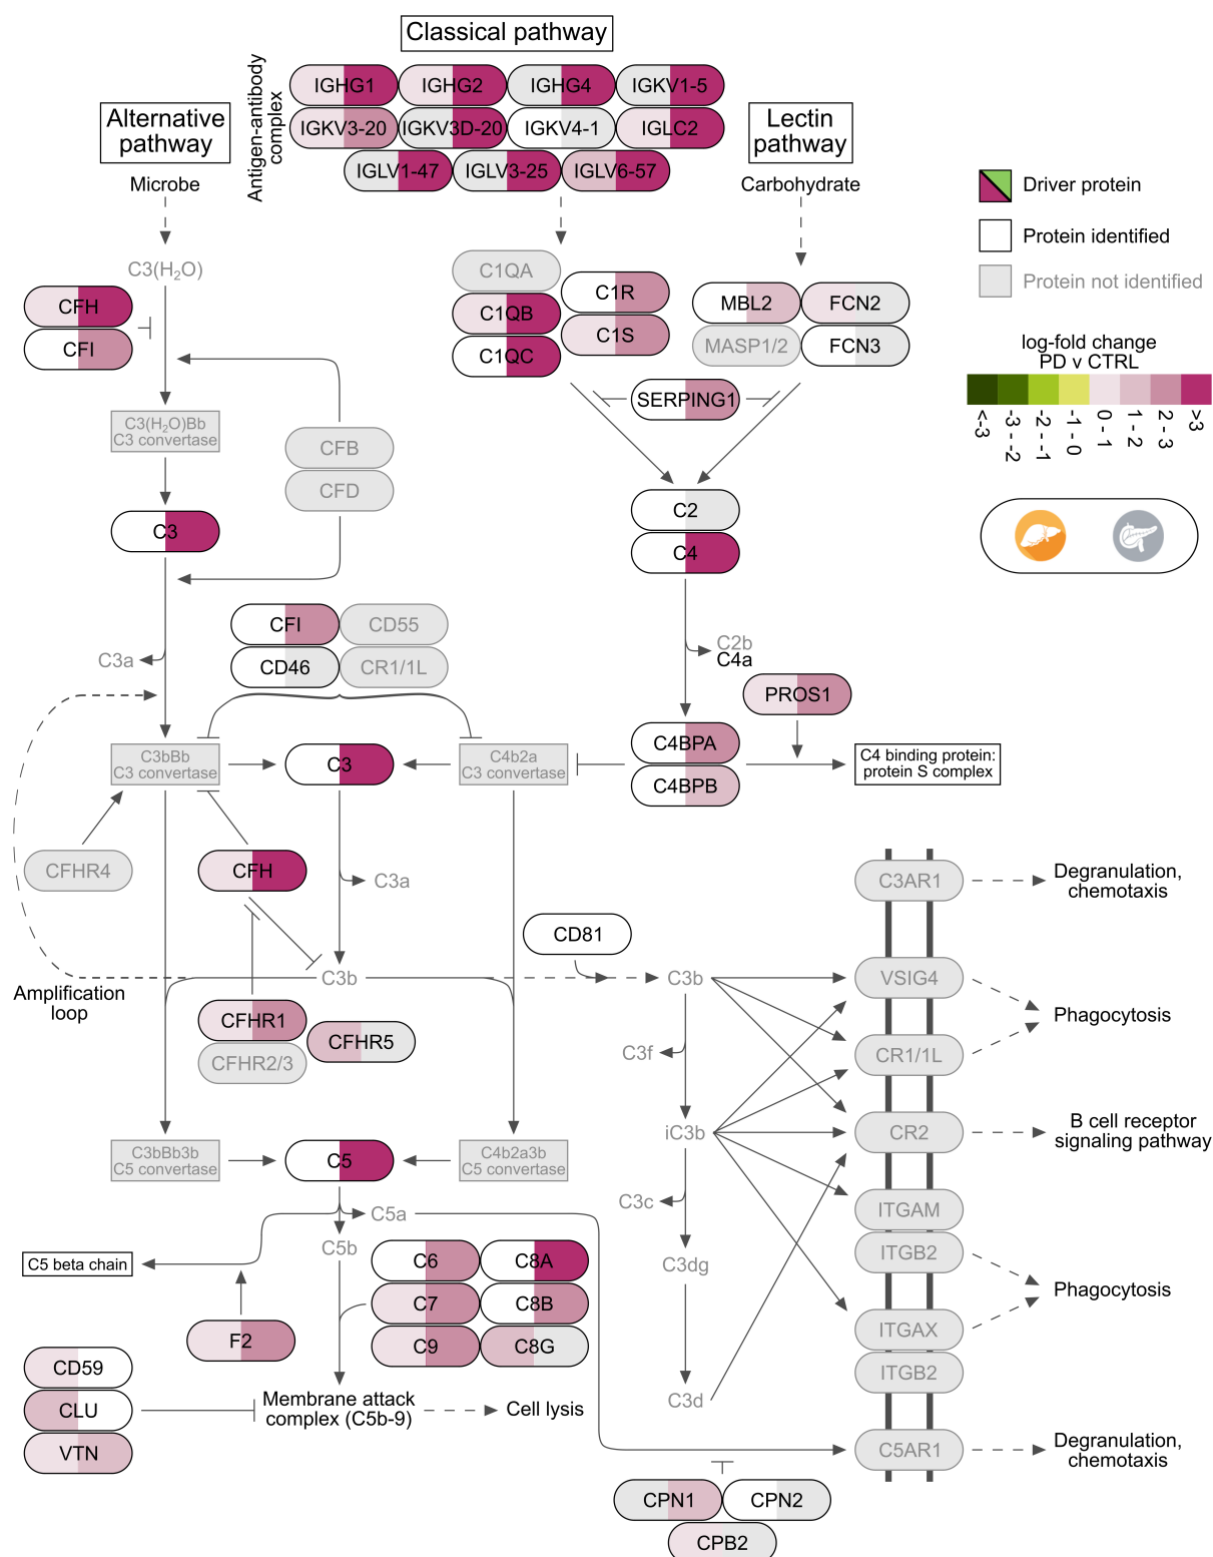 Classical pathway
Antigen-antibody
complex
IGHG1
IGHG2
IGHG4
IGKV1-5
IGKV3-20
IGKV3D-20
IGKV4-1
IGLC2
IGLV1-47
IGLV3-25
IGLV6-57
Alternative
pathway
Microbe
Lectin
pathway
Carbohydrate
Driver protein
Protein identified
Protein not identified
log-fold change
PD v CTRL
<-3
-3 - -2
-2 - -1
-1 - 0
0 - 1
1 - 2
2 - 3
>3
C3(H₂O)
CFH
CFI
C1QA
C1QB
C1QC
C1R
C1S
MBL2
FCN2
MASP1/2
FCN3
SERPING1
C3(H₂O)Bb
C3 convertase
CFB
CFD
C3
C2
C4
C2b
C4a
CFI
CD55
CD46
CR1/1L
C3a
PROS1
C3bBb
C3 convertase
C3
C4b2a
C3 convertase
C4BPA
C4BPB
C4 binding protein:
protein S complex
CFHR4
CFH
C3a
CD81
C3b
C3b
Amplification
loop
CFHR1
CFHR5
CFHR2/3
C3f
iC3b
C3c
C3dg
C3d
C3AR1
Degranulation,
chemotaxis
VSIG4
CR1/1L
Phagocytosis
CR2
B cell receptor
signaling pathway
ITGAM
ITGB2
Phagocytosis
ITGAX
ITGB2
C5AR1
Degranulation,
chemotaxis
C3bBb3b
C5 convertase
C5
C4b2a3b
C5 convertase
C5a
C5b
C5 beta chain
F2
C6
C8A
C7
C8B
C9
C8G
CD59
CLU
VTN
Membrane attack
complex (C5b-9)
Cell lysis
CPN1
CPN2
CPB2